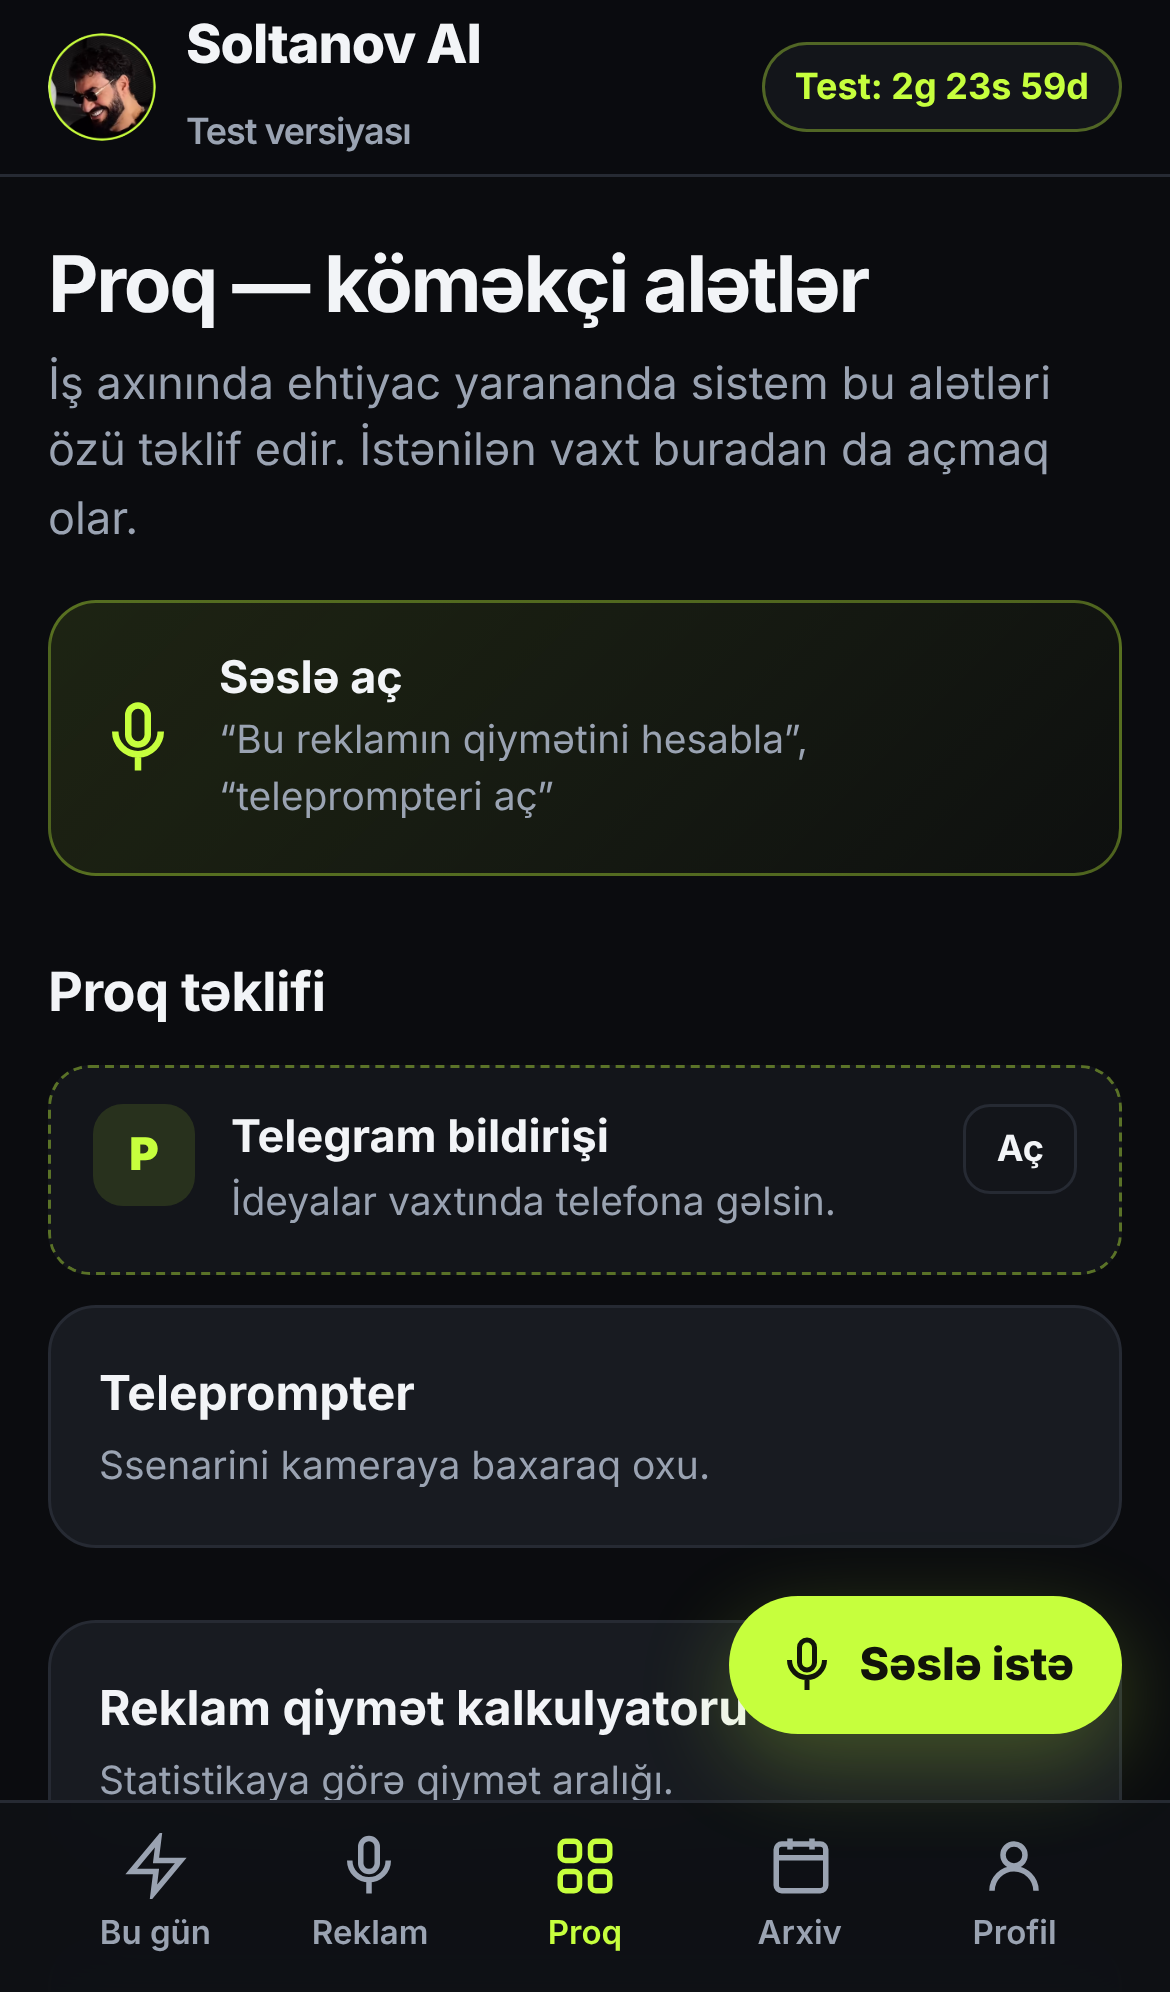 Soltanov AI
Test versiyası
Test: 2g 23s 59d
Proq — köməkçi alətlər
İş axınında ehtiyac yarananda sistem bu alətləri
özü təklif edir. İstənilən vaxt buradan da açmaq
olar.
Səslə aç
“Bu reklamın qiymətini hesabla”,
“teleprompteri aç”
Proq təklifi
P
Telegram bildirişi
İdeyalar vaxtında telefona gəlsin.
Aç
Teleprompter
Ssenarini kameraya baxaraq oxu.
Səslə istə
Reklam qiymət kalkulyatoru
Statistikaya görə qiymət aralığı.
Bu gün
Reklam
Proq
Arxiv
Profil